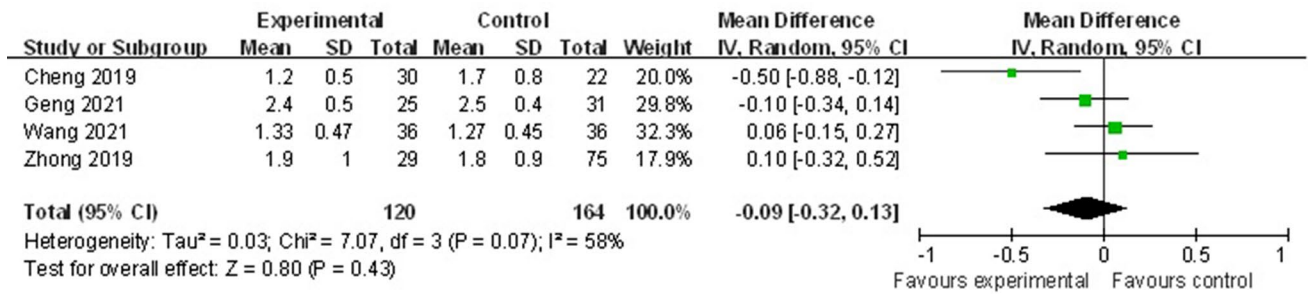 Experimental Control Mean Difference Mean Difference
Study or Subgroup Mean SD Total Mean SD Total Weight IV, Random, 95% CI IV, Random, 95% CI
Cheng 2019 1.2 0.5 30 1.7 0.8 22 20.0% -0.50 [-0.88, -0.12]
Geng 2021 2.4 0.5 25 2.5 0.4 31 29.8% -0.10 [-0.34, 0.14]
Wang 2021 1.33 0.47 36 1.27 0.45 36 32.3% 0.06 [-0.15, 0.27]
Zhong 2019 1.9 1 29 1.8 0.9 75 17.9% 0.10 [-0.32, 0.52]
Total (95% CI) 120 164 100.0% -0.09 [-0.32, 0.13]
Heterogeneity: Tau² = 0.03; Chi² = 7.07, df = 3 (P = 0.07); I² = 58%
Test for overall effect: Z = 0.80 (P = 0.43)
-1 -0.5 0 0.5 1
Favours experimental Favours control